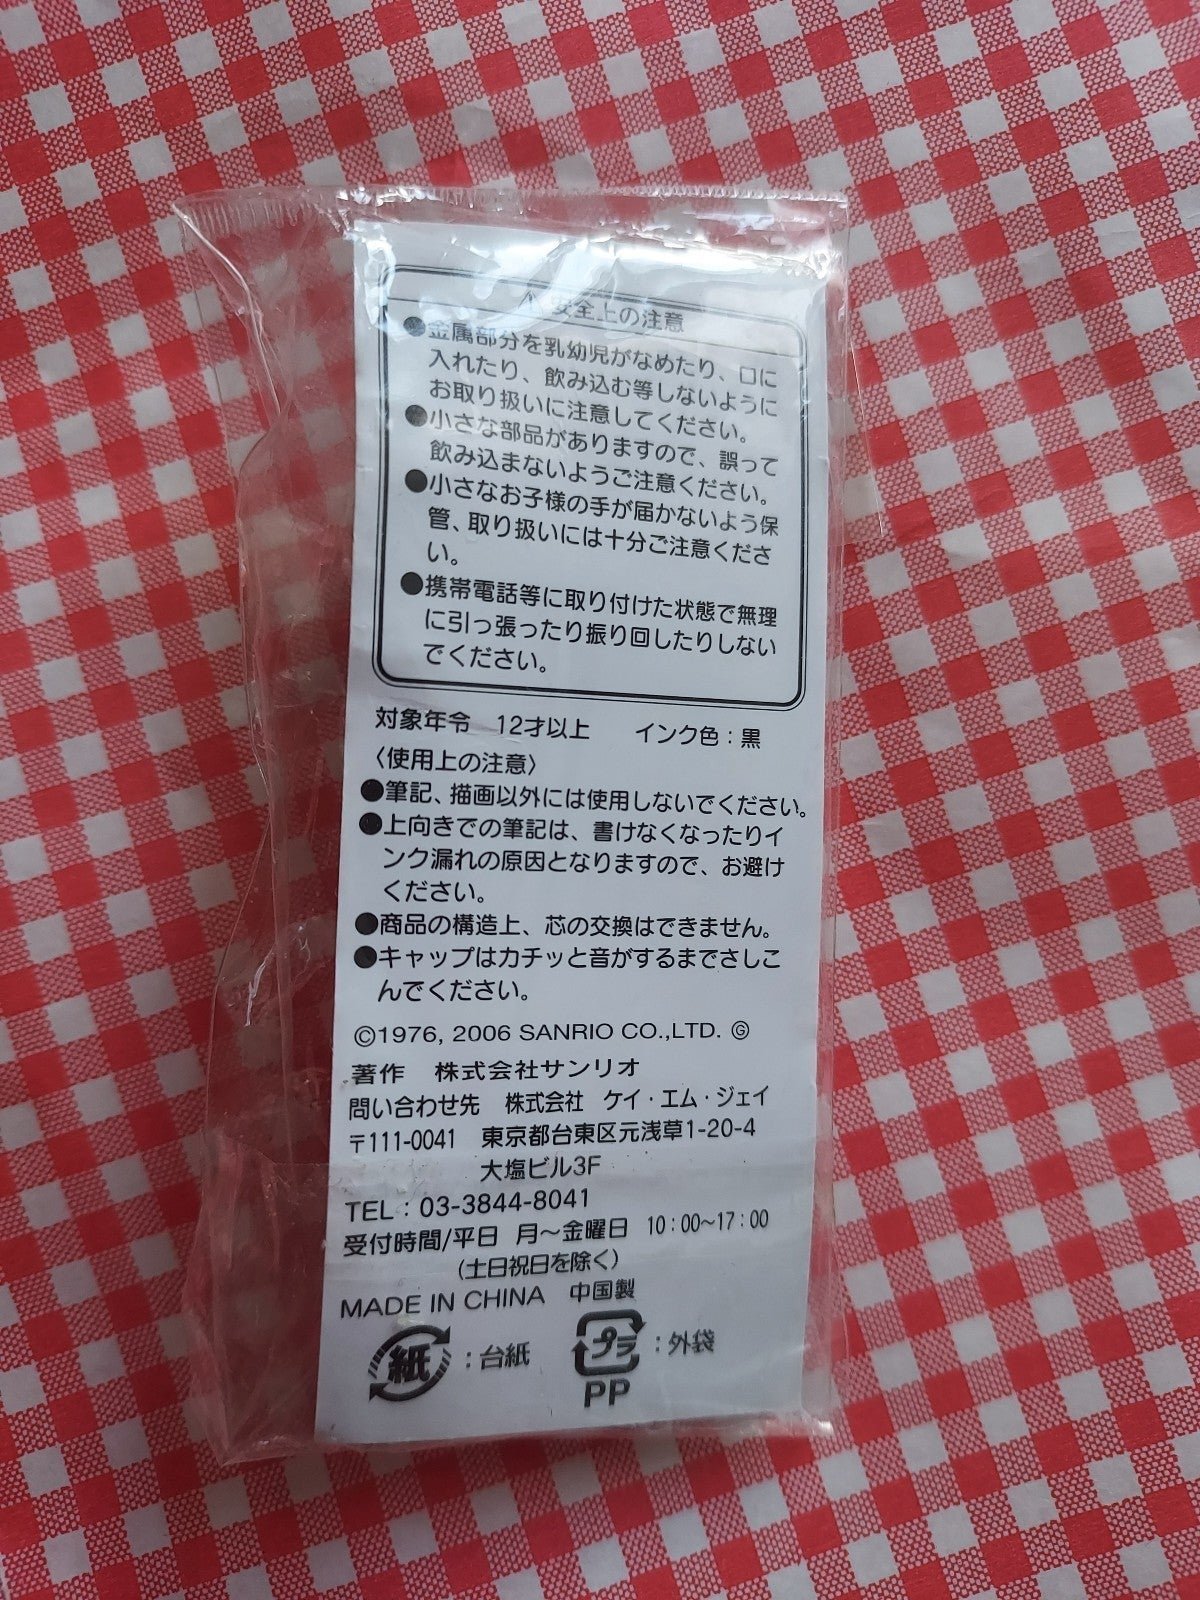 ⚠安全上の注意
●金属部分を乳幼児がなめたり、口に
入れたり、飲み込む等しないように
お取り扱いに注意してください。
●小さな部品がありますので、誤って
飲み込まないようご注意ください。
●小さなお子様の手が届かないよう保
管、取り扱いには十分ご注意くださ
い。
●携帯電話等に取り付けた状態で無理
に引っ張ったり振り回したりしない
でください。
対象年令 12才以上 インク色：黒
〈使用上の注意〉
●筆記、描画以外には使用しないでください。
●上向きでの筆記は、書けなくなったりイ
ンク漏れの原因となりますので、お避け
ください。
●商品の構造上、芯の交換はできません。
●キャップはカチッと音がするまでさしこ
んでください。
©1976, 2006 SANRIO CO.,LTD. Ⓖ
著作 株式会社サンリオ
問い合わせ先 株式会社 ケイ・エム・ジェイ
〒111-0041 東京都台東区元浅草1-20-4
大塩ビル3F
TEL：03-3844-8041
受付時間/平日 月〜金曜日 10：00〜17：00
（土日祝日を除く）
MADE IN CHINA 中国製
紙：台紙 プラ：外袋
PP